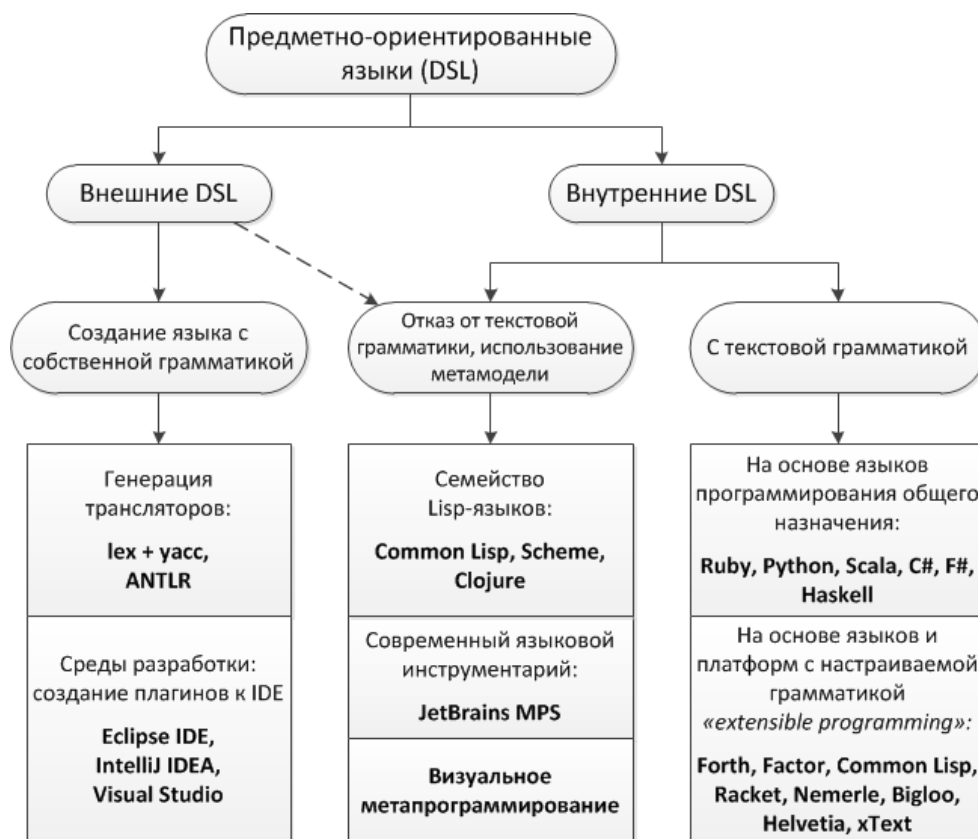 Предметно-ориентированные
языки (DSL)
Внешние DSL
Внутренние DSL
Создание языка с
собственной грамматикой
Отказ от текстовой
грамматики, использование
метамодели
С текстовой грамматикой
Генерация
трансляторов:
lex + yacc,
ANTLR
Среды разработки:
создание плагинов к IDE
Eclipse IDE,
IntelliJ IDEA,
Visual Studio
Семейство
Lisp-языков:
Common Lisp, Scheme,
Clojure
Современный языковой
инструментарий:
JetBrains MPS
Визуальное
метапрограммирование
На основе языков
программирования общего
назначения:
Ruby, Python, Scala, C#, F#,
Haskell
На основе языков и
платформ с настраиваемой
грамматикой
«extensible programming»:
Forth, Factor, Common Lisp,
Racket, Nemerle, Bigloo,
Helvetia, xText